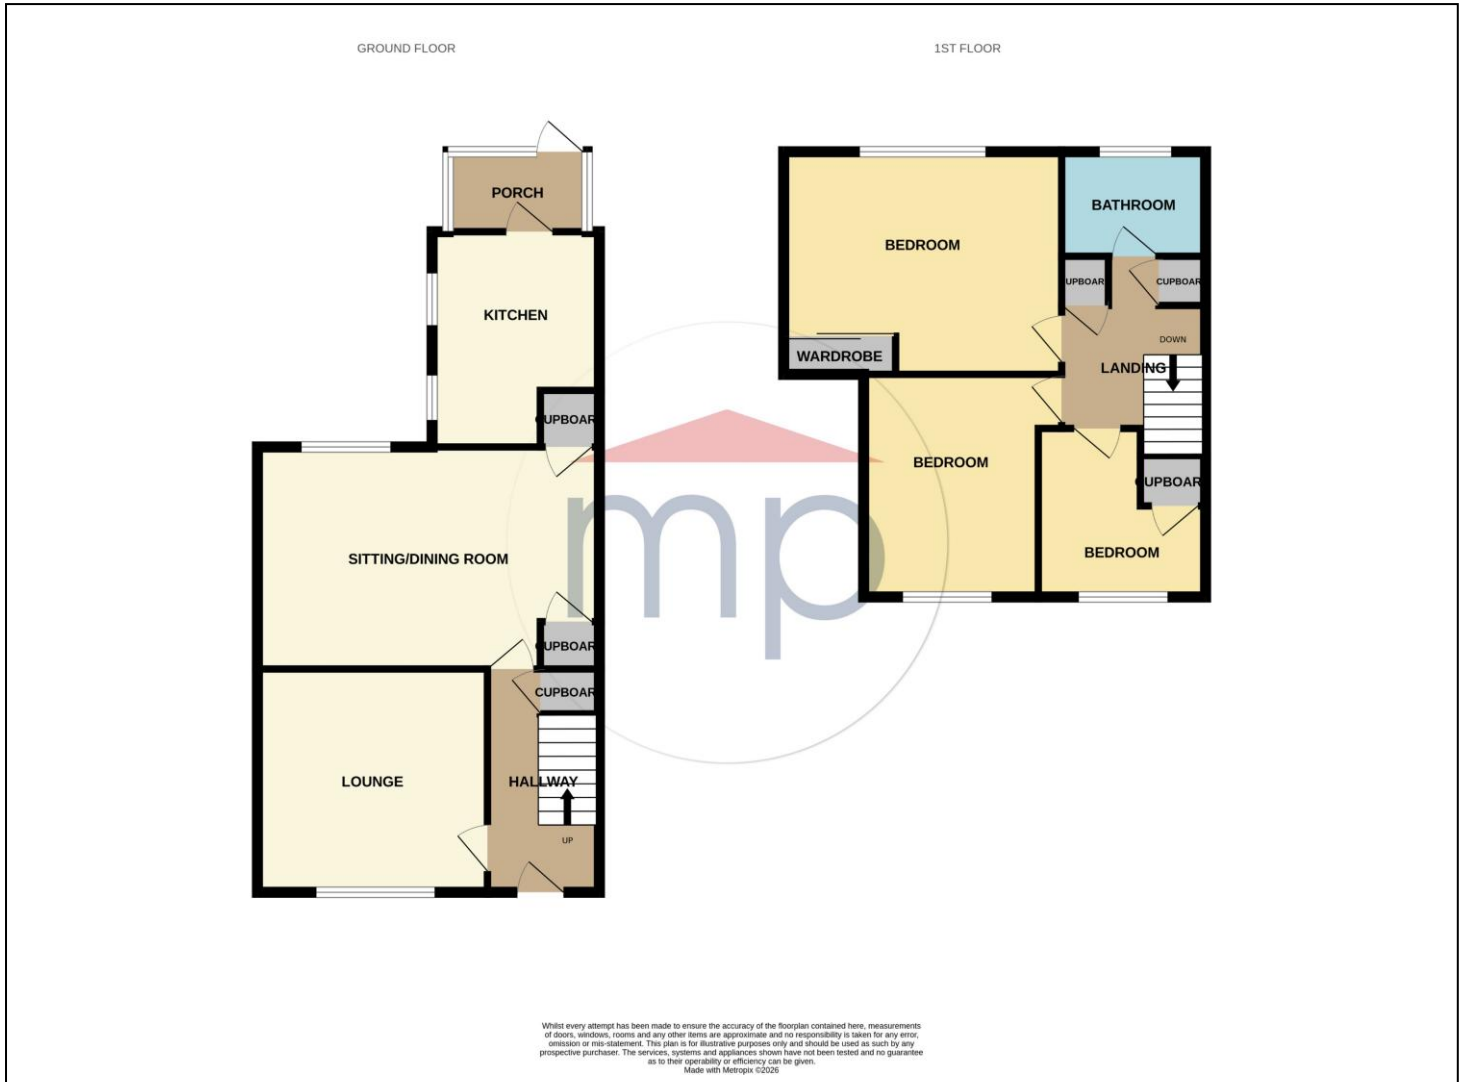 GROUND FLOOR
1ST FLOOR
PORCH
KITCHEN
CUPBOAR
SITTING/DINING ROOM
CUPBOAR
CUPBOAR
LOUNGE
HALLWAY
UP
BEDROOM
BATHROOM
UPBOAR
CUPBOAR
DOWN
WARDROBE
LANDING
BEDROOM
CUPBOAR
BEDROOM
mp
Whilst every attempt has been made to ensure the accuracy of the floorplan contained here, measurements
of doors, windows, rooms and any other items are approximate and no responsibility is taken for any error,
omission or mis-statement. This plan is for illustrative purposes only and should be used as such by any
prospective purchaser. The services, systems and appliances shown have not been tested and no guarantee
as to their operability or efficiency can be given.
Made with Metropix ©2026